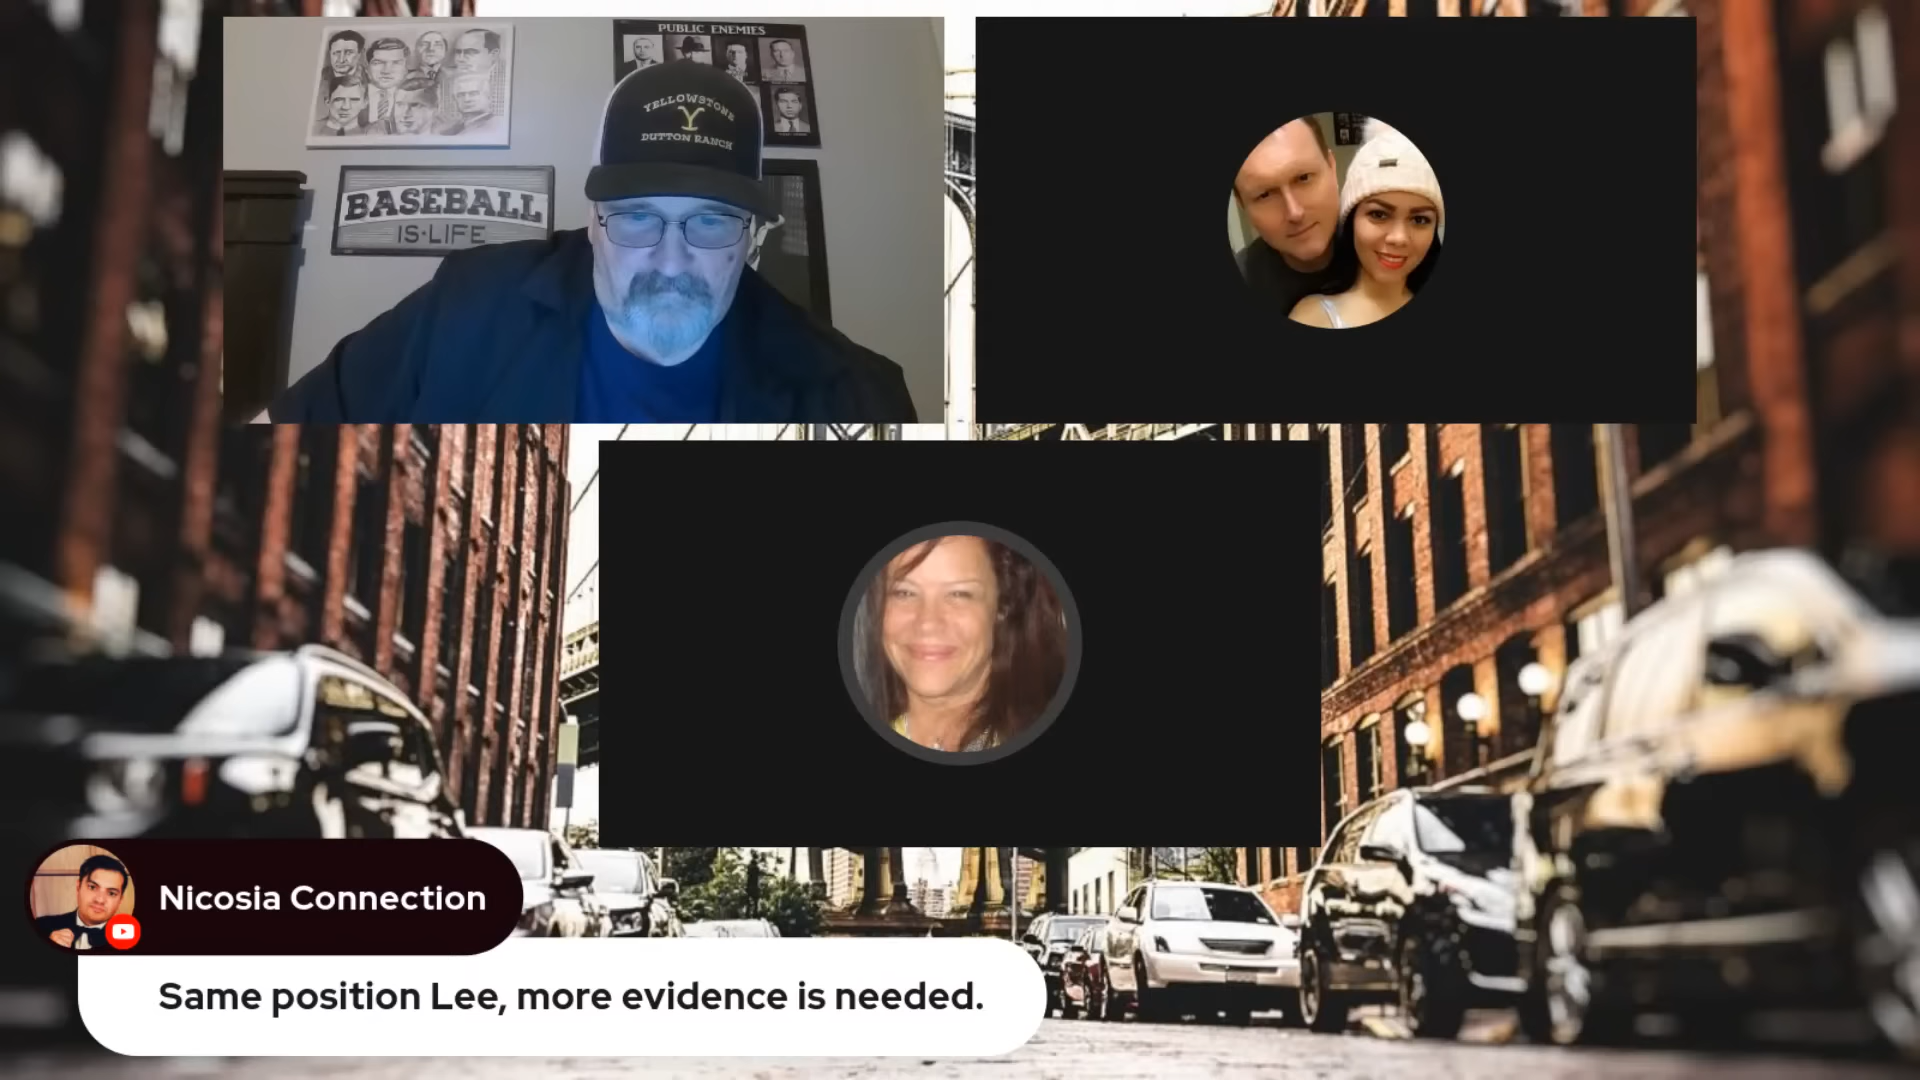 PUBLIC ENEMIES
YELLOWSTONE
Y
DUTTON RANCH
BASEBALL
IS·LIFE
Nicosia Connection
Same position Lee, more evidence is needed.